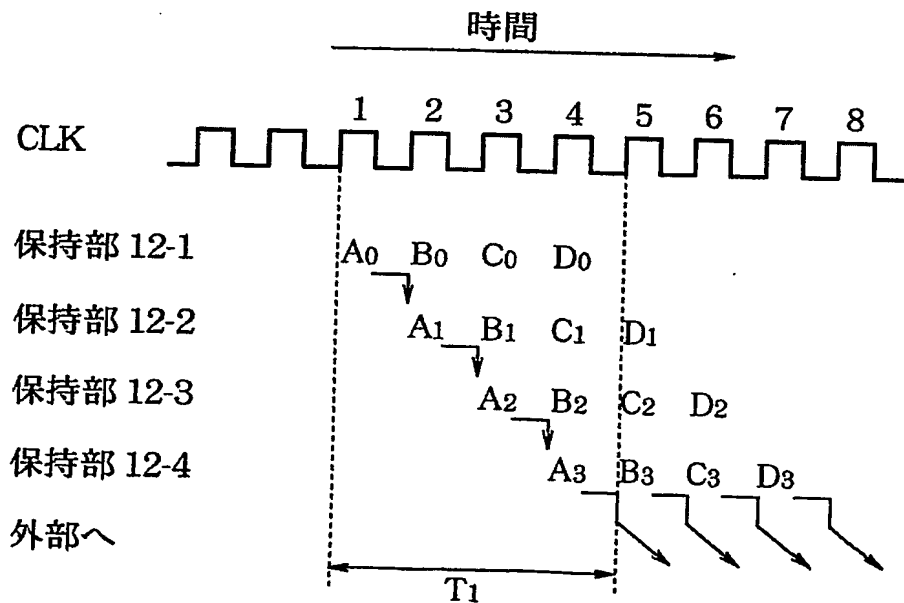 時間
1 2 3 4 5 6 7 8
CLK
保持部 12-1 A0 B0 C0 D0
保持部 12-2 A1 B1 C1 D1
保持部 12-3 A2 B2 C2 D2
保持部 12-4 A3 B3 C3 D3
外部へ
T1